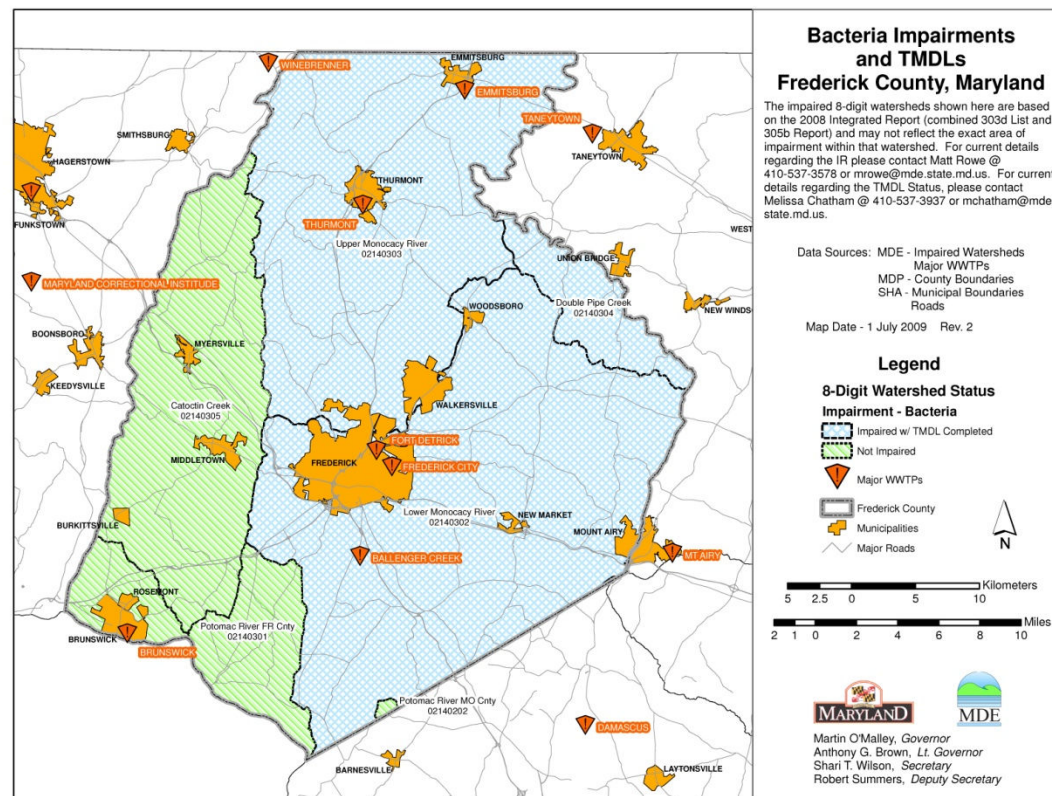 WINEBRENNER
EMMITSBURG
EMMITSBURG
TANEYTOWN
TANEYTOWN
SMITHSBURG
HAGERSTOWN
FUNKSTOWN
THURMONT
THURMONT
Upper Monocacy River
02140303
WEST
UNION BRIDGE
MARYLAND CORRECTIONAL INSTITUDE
Double Pipe Creek
02140304
NEW WINDS
WOODSBORO
BOONSBORO
MYERSVILLE
KEEDYSVILLE
WALKERSVILLE
Catoctin Creek
02140305
FORT DETRICK
MIDDLETOWN
FREDERICK
FREDERICK CITY
Lower Monocacy River
02140302
NEW MARKET
BURKITTSVILLE
MOUNT AIRY
MT AIRY
BALLENGER CREEK
ROSEMONT
Potomac River FR Cnty
02140301
BRUNSWICK
BRUNSWICK
Potomac River MO Cnty
02140202
DAMASCUS
BARNESVILLE
LAYTONSVILLE
Bacteria Impairments
and TMDLs
Frederick County, Maryland
The impaired 8-digit watersheds shown here are based
on the 2008 Integrated Report (combined 303d List and
305b Report) and may not reflect the exact area of
impairment within that watershed. For current details
regarding the IR please contact Matt Rowe @
410-537-3578 or mrowe@mde.state.md.us. For current
details regarding the TMDL Status, please contact
Melissa Chatham @ 410-537-3937 or mchatham@mde.
state.md.us.
Data Sources: MDE - Impaired Watersheds
Major WWTPs
MDP - County Boundaries
SHA - Municipal Boundaries
Roads
Map Date - 1 July 2009 Rev. 2
Legend
8-Digit Watershed Status
Impairment - Bacteria
Impaired w/ TMDL Completed
Not Impaired
Major WWTPs
Frederick County
Municipalities
Major Roads
N
Kilometers
5 2.5 0 5 10
Miles
2 1 0 2 4 6 8 10
MARYLAND
MDE
Martin O'Malley, Governor
Anthony G. Brown, Lt. Governor
Shari T. Wilson, Secretary
Robert Summers, Deputy Secretary